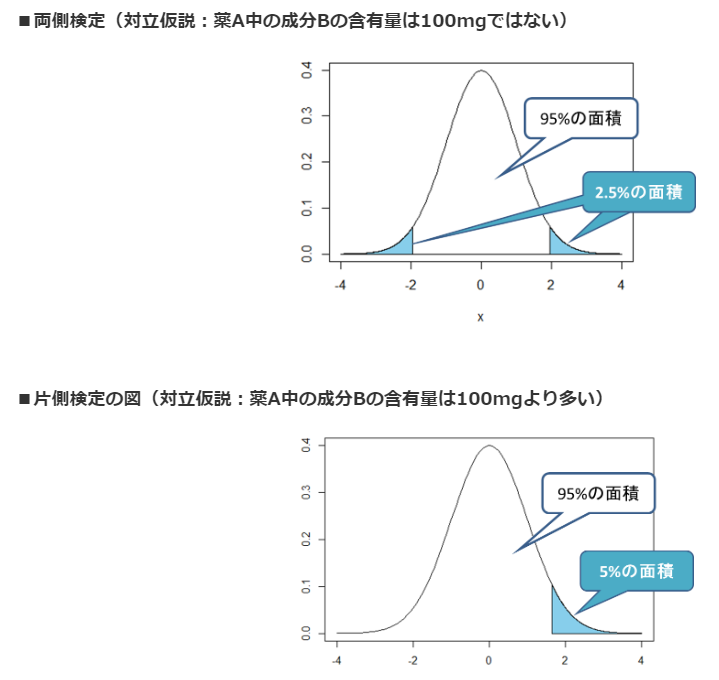 ■両側検定（対立仮説：薬A中の成分Bの含有量は100mgではない）
0.4
0.3
0.2
0.1
0.0
95%の面積
2.5%の面積
-4 -2 0 2 4
x
■片側検定の図（対立仮説：薬A中の成分Bの含有量は100mgより多い）
0.4
0.3
0.2
0.1
0.0
95%の面積
5%の面積
-4 -2 0 2 4